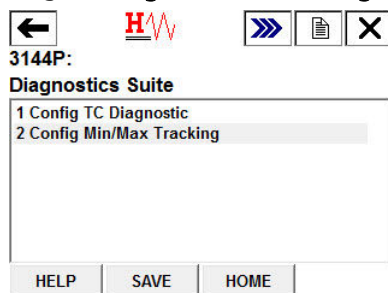 H
3144P:
Diagnostics Suite
1 Config TC Diagnostic
2 Config Min/Max Tracking
HELP SAVE HOME